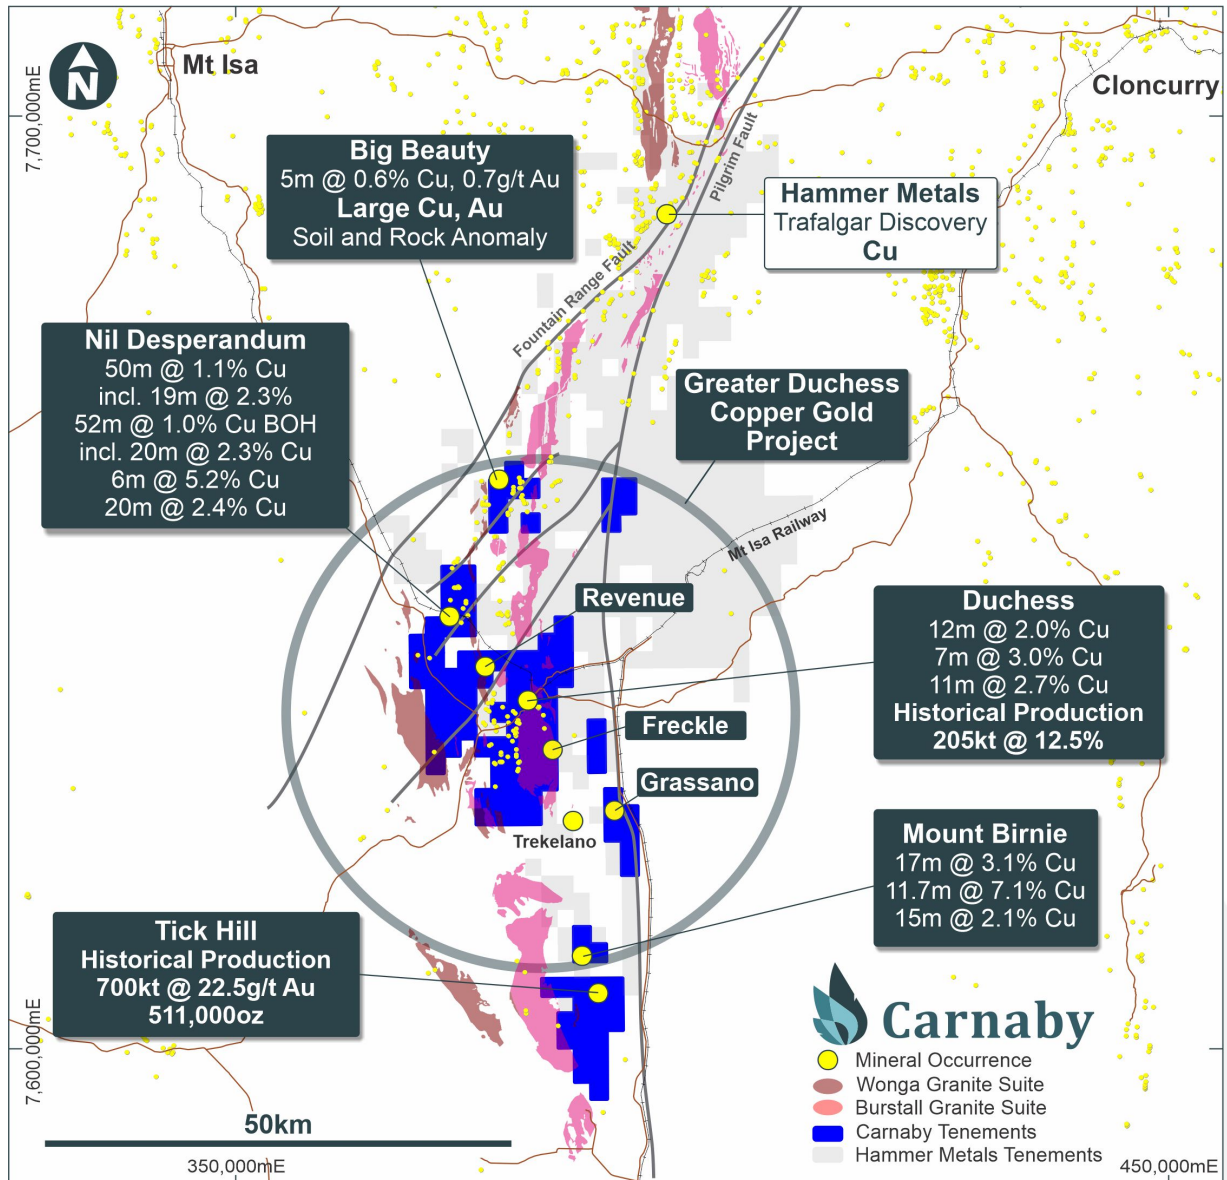 N
Mt Isa
Cloncurry
7,700,000mE
Big Beauty
5m @ 0.6% Cu, 0.7g/t Au
Large Cu, Au
Soil and Rock Anomaly
Pilgrim Fault
Hammer Metals
Trafalgar Discovery
Cu
Fountain Range Fault
Nil Desperandum
50m @ 1.1% Cu
incl. 19m @ 2.3%
52m @ 1.0% Cu BOH
incl. 20m @ 2.3% Cu
6m @ 5.2% Cu
20m @ 2.4% Cu
Greater Duchess
Copper Gold
Project
Mt Isa Railway
Revenue
Duchess
12m @ 2.0% Cu
7m @ 3.0% Cu
11m @ 2.7% Cu
Historical Production
205kt @ 12.5%
Freckle
Grassano
Trekelano
Mount Birnie
17m @ 3.1% Cu
11.7m @ 7.1% Cu
15m @ 2.1% Cu
Tick Hill
Historical Production
700kt @ 22.5g/t Au
511,000oz
Carnaby
Mineral Occurrence
Wonga Granite Suite
Burstall Granite Suite
Carnaby Tenements
Hammer Metals Tenements
7,600,000mE
50km
350,000mE
450,000mE